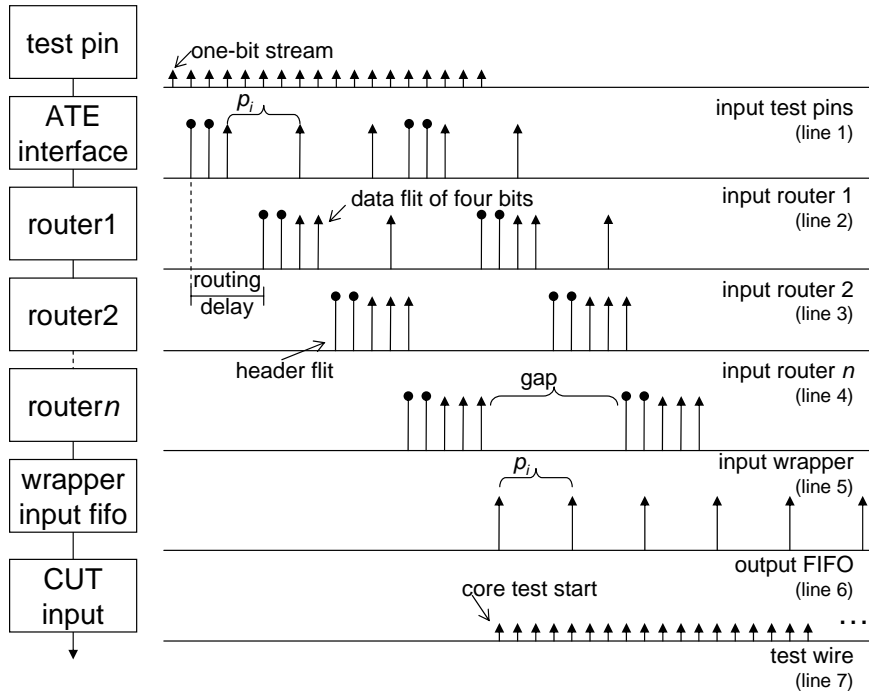 test pin
one-bit stream
ATE
interface
p_i
input test pins
(line 1)
router1
data flit of four bits
input router 1
(line 2)
routing
delay
router2
header flit
input router 2
(line 3)
routern
gap
input router n
(line 4)
wrapper
input fifo
p_i
input wrapper
(line 5)
CUT
input
core test start
output FIFO
(line 6)
...
test wire
(line 7)